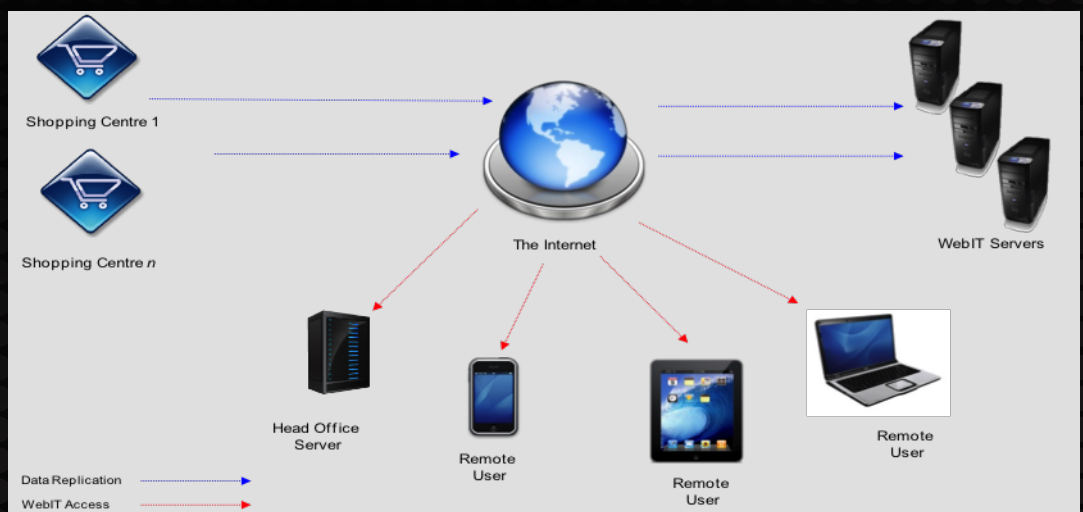 Shopping Centre 1
Shopping Centre n
The Internet
WebIT Servers
Head Office
Server
Remote
User
Remote
User
Remote
User
Data Replication
WebIT Access